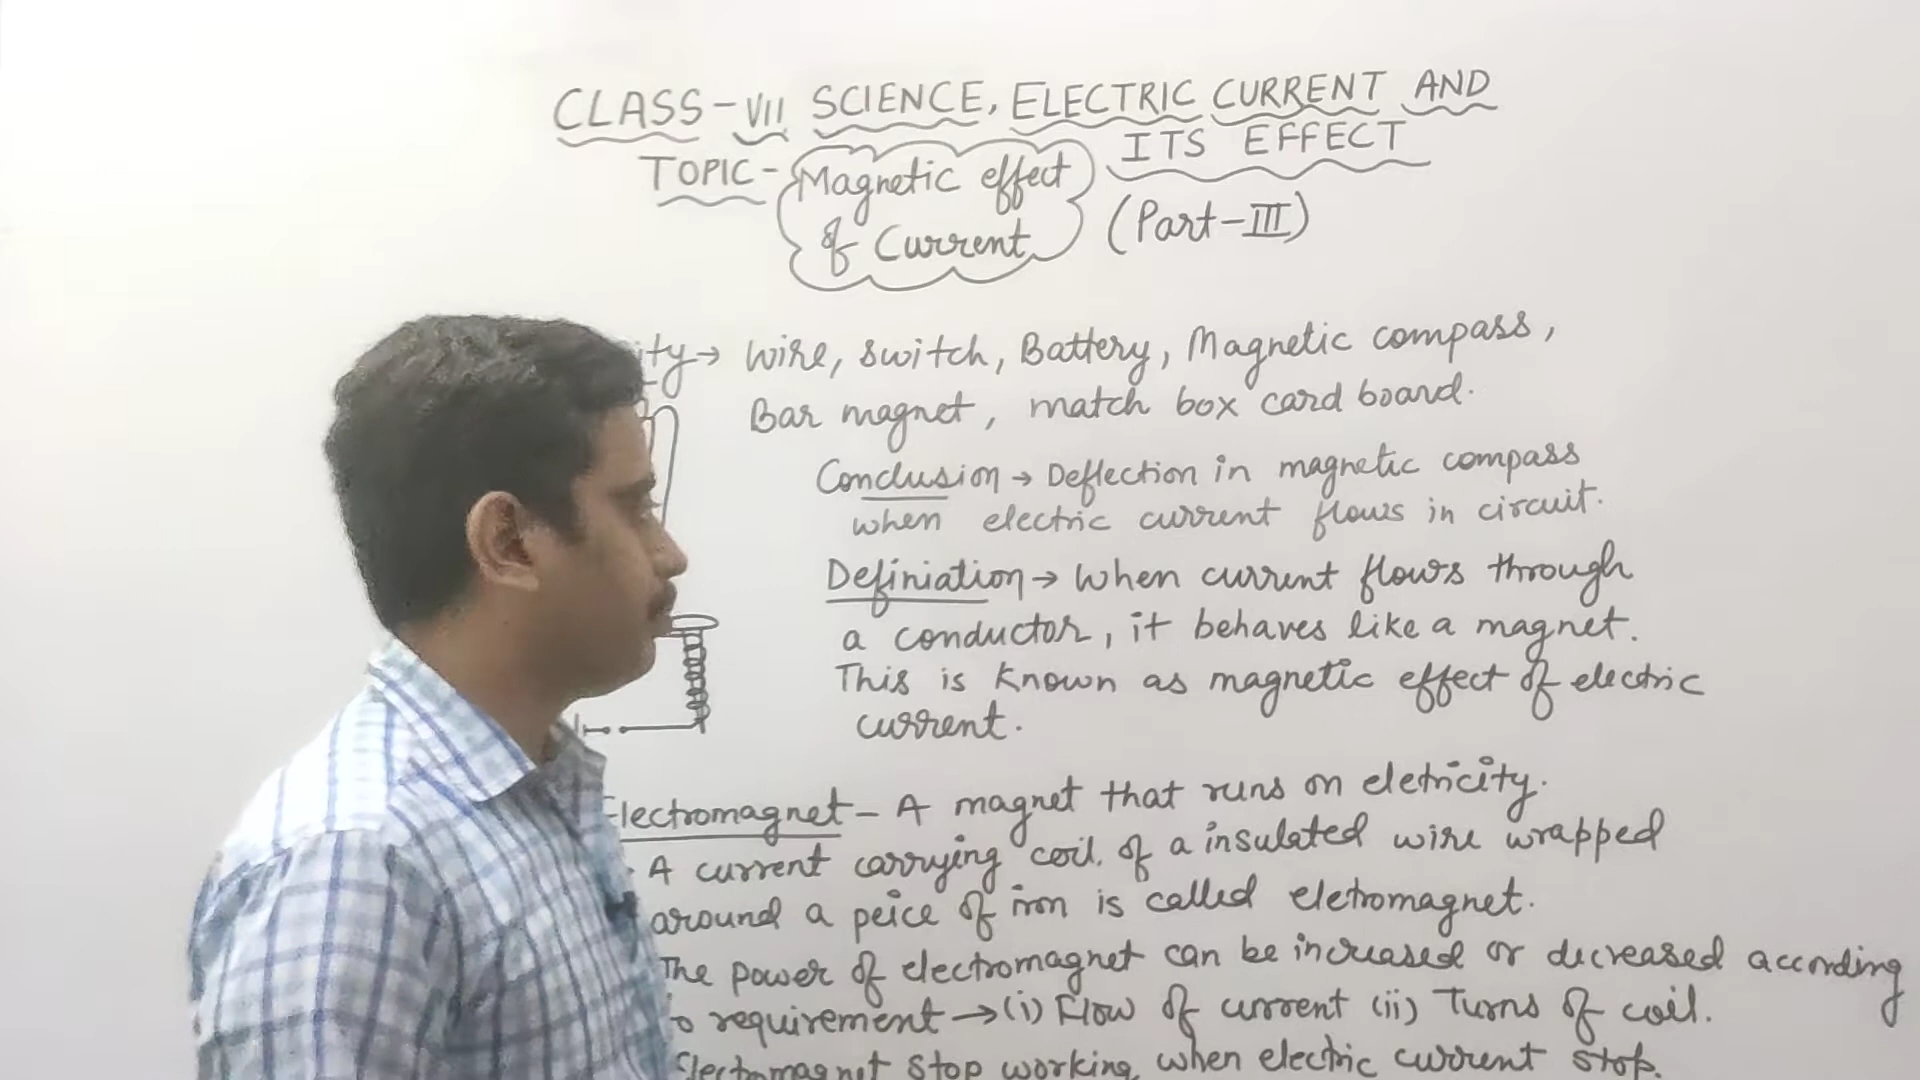 CLASS-VII SCIENCE, ELECTRIC CURRENT AND
ITS EFFECT
TOPIC- Magnetic effect
of Current (Part-III)
→ Wire, switch, Battery, Magnetic compass,
Bar magnet, match box card board.
Conclusion → Deflection in magnetic compass
when electric current flows in circuit.
Definiation → When current flows through
a conductor, it behaves like a magnet.
This is known as magnetic effect of electric
current.
Electromagnet - A magnet that runs on eletricity.
A current carrying coil. of a insulated wire wrapped
around a peice of iron is called eletromagnet.
The power of electromagnet can be increased or decreased according
to requirement → (i) Flow of current (ii) Turns of coil.
Electromagnet stop working when electric current stop.